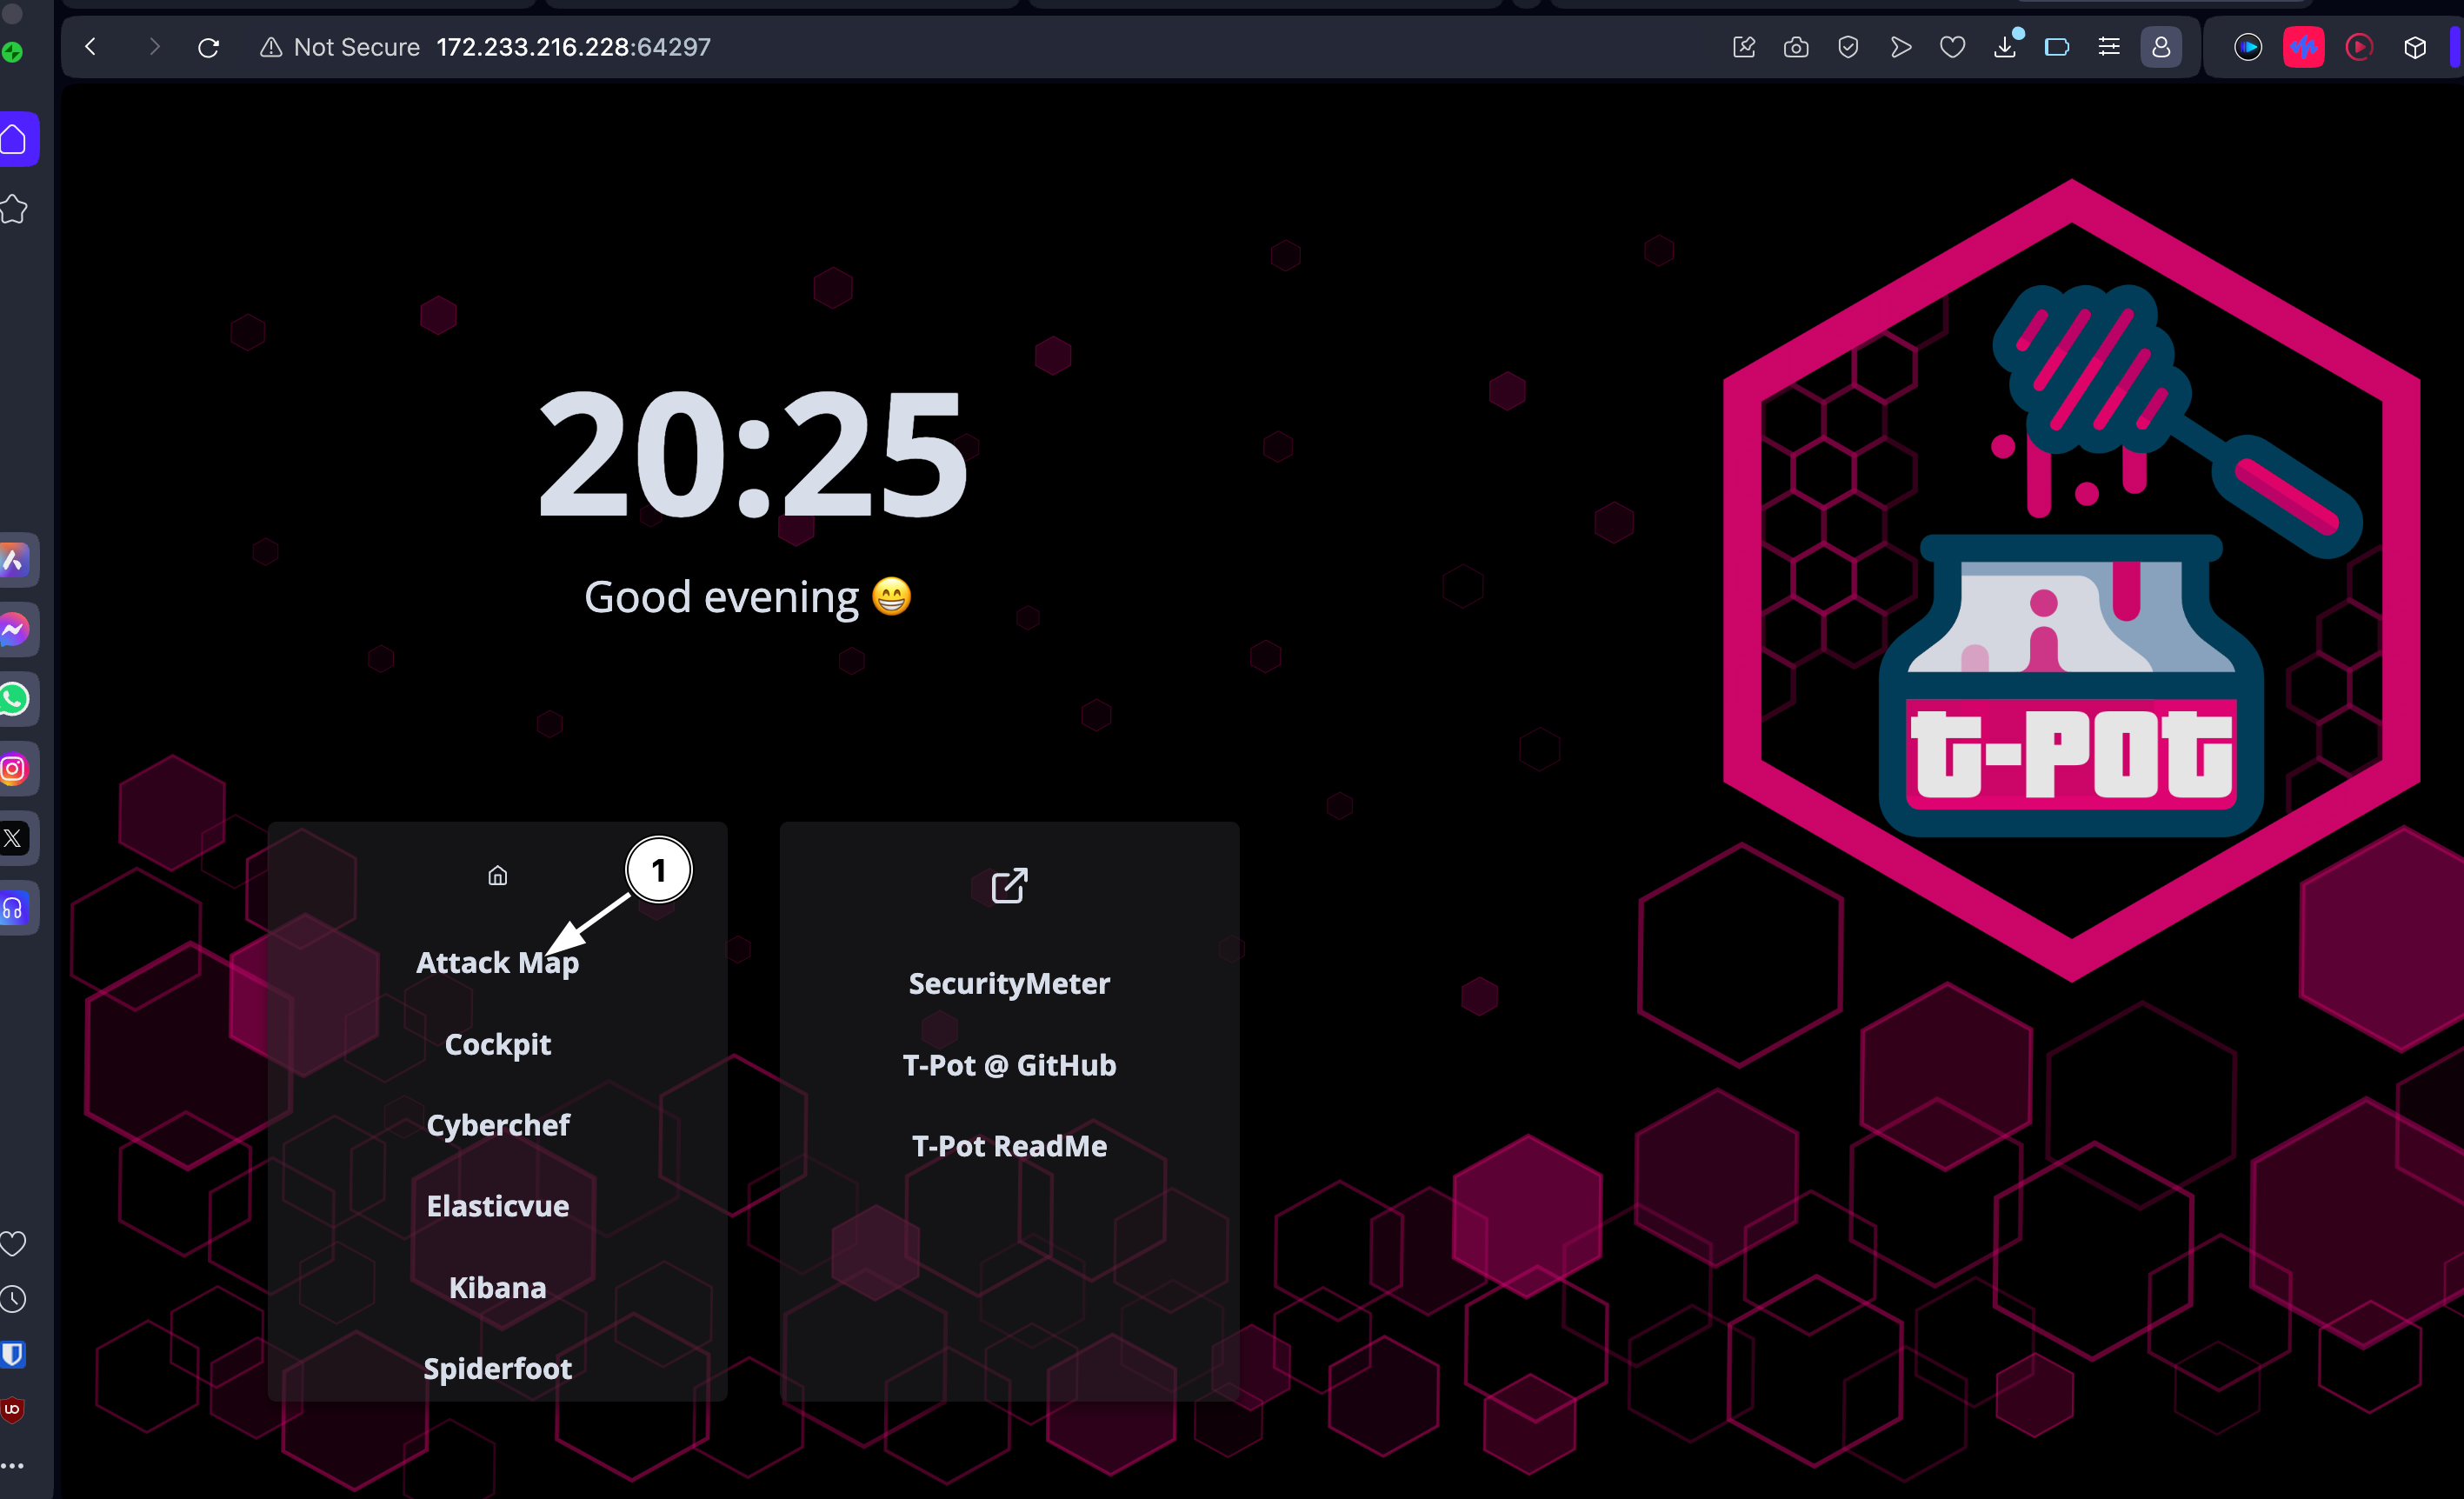 Not Secure 172.233.216.228:64297
20:25
Good evening 😁
1
Attack Map
Cockpit
Cyberchef
Elasticvue
Kibana
Spiderfoot
SecurityMeter
T-Pot @ GitHub
T-Pot ReadMe
t-pot